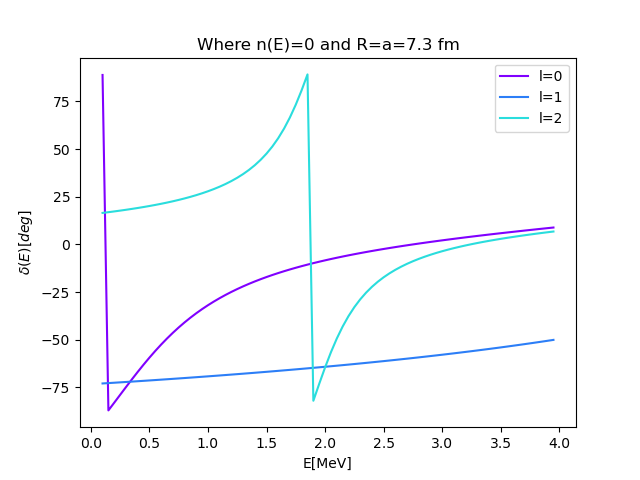 Where n(E)=0 and R=a=7.3 fm
l=0
l=1
l=2
δ(E)[deg]
75
50
25
0
−25
−50
−75
0.0 0.5 1.0 1.5 2.0 2.5 3.0 3.5 4.0
E[MeV]